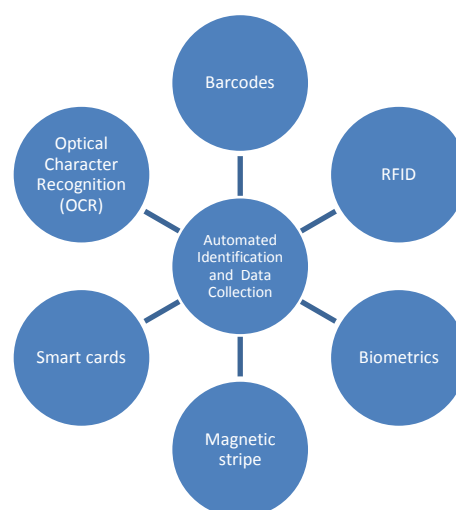 Barcodes
Optical
Character
Recognition
(OCR)
RFID
Automated
Identification
and Data
Collection
Smart cards
Biometrics
Magnetic
stripe